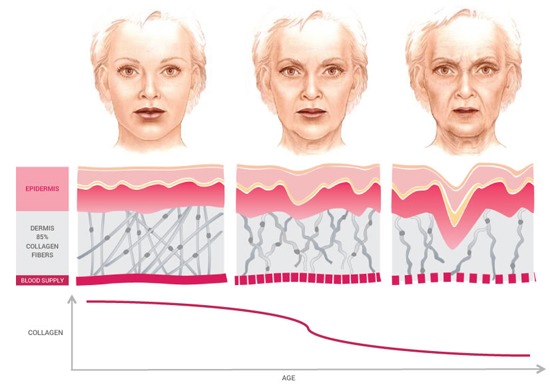 EPIDERMIS
DERMIS
85%
COLLAGEN
FIBERS
BLOOD SUPPLY
COLLAGEN
AGE